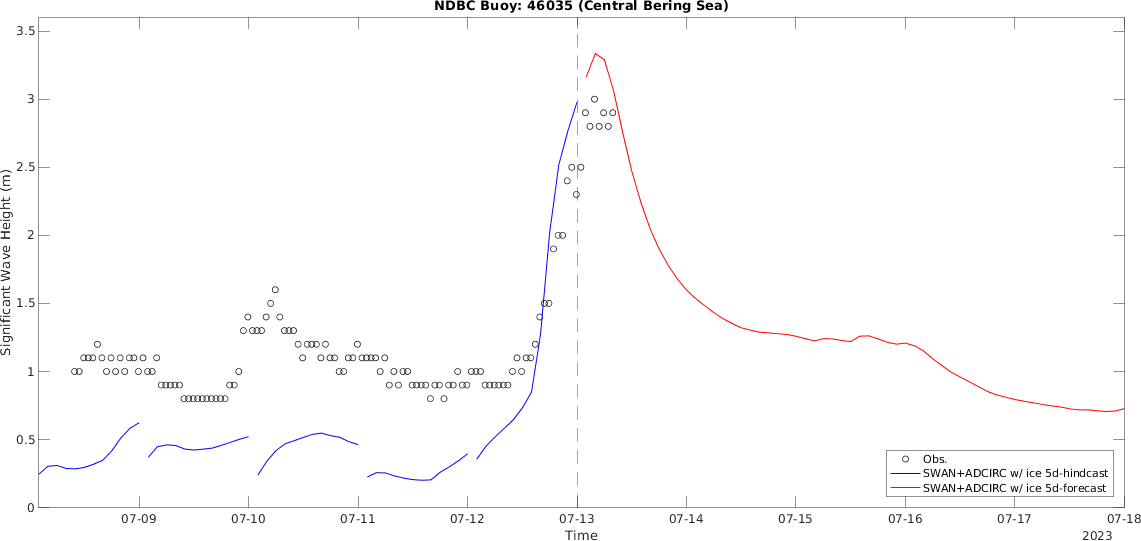 NDBC Buoy: 46035 (Central Bering Sea)
Significant Wave Height (m)
3.5
3
2.5
2
1.5
1
0.5
0
Obs.
SWAN+ADCIRC w/ ice 5d-hindcast
SWAN+ADCIRC w/ ice 5d-forecast
07-09 07-10 07-11 07-12 07-13 07-14 07-15 07-16 07-17 07-18
Time
2023